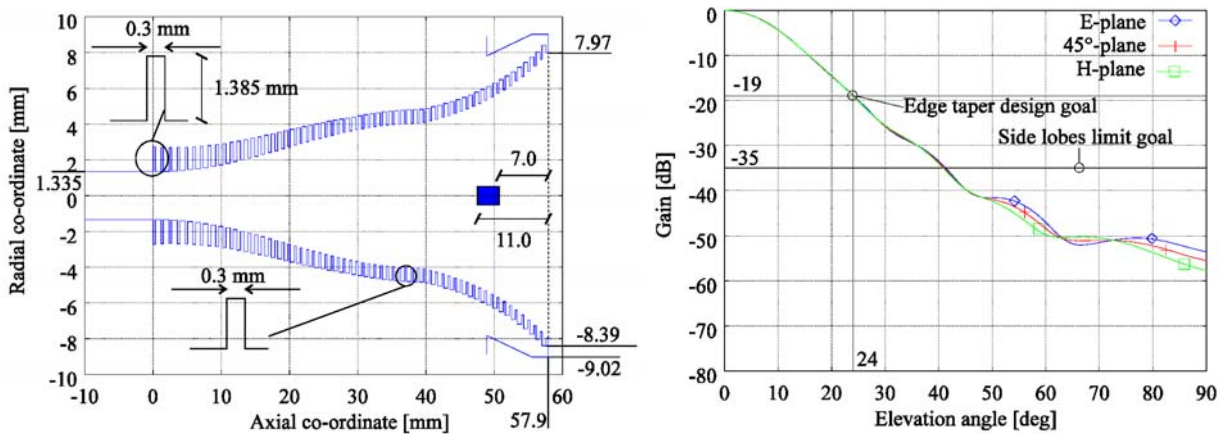 10
8
6
4
2
0
-2
-4
-6
-8
-10
Radial co-ordinate [mm]
0.3 mm
1.385 mm
1.335
0.3 mm
7.97
7.0
11.0
-8.39
-9.02
57.9
-10 0 10 20 30 40 50 60
Axial co-ordinate [mm]
0
-10
-19
-20
-30
-35
-40
-50
-60
-70
-80
Gain [dB]
E-plane
45°-plane
H-plane
Edge taper design goal
Side lobes limit goal
24
0 10 20 30 40 50 60 70 80 90
Elevation angle [deg]